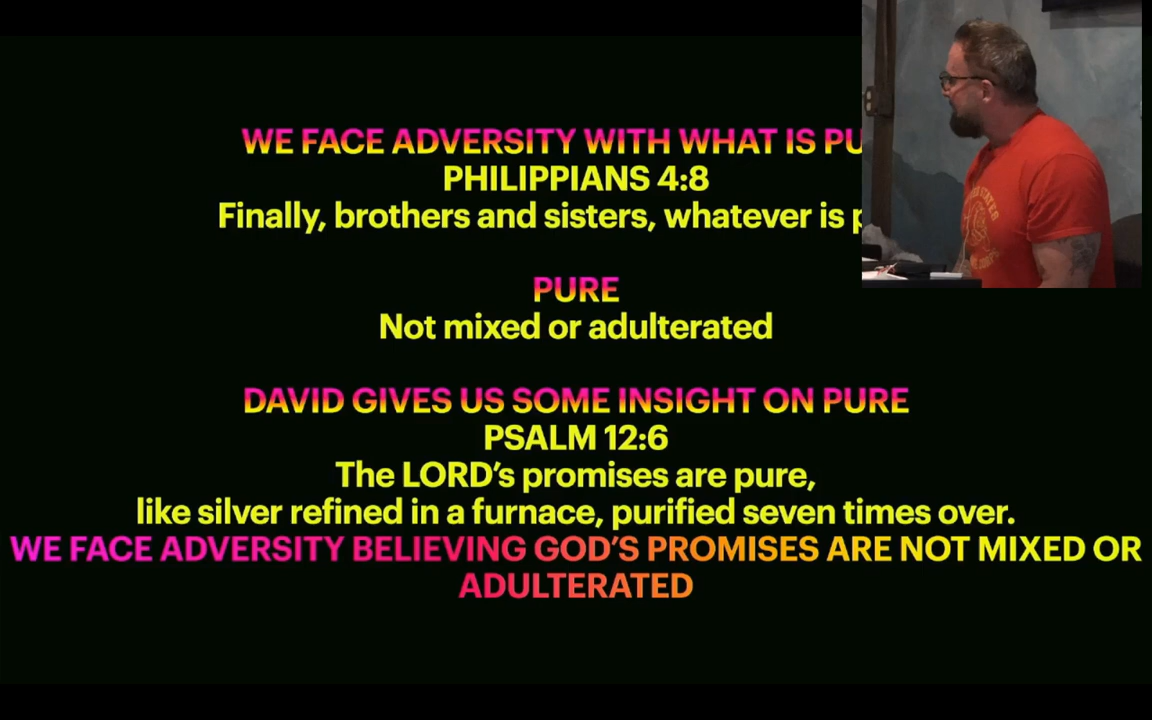 WE FACE ADVERSITY WITH WHAT IS PU
PHILIPPIANS 4:8
Finally, brothers and sisters, whatever is p
PURE
Not mixed or adulterated
DAVID GIVES US SOME INSIGHT ON PURE
PSALM 12:6
The LORD’s promises are pure,
like silver refined in a furnace, purified seven times over.
WE FACE ADVERSITY BELIEVING GOD’S PROMISES ARE NOT MIXED OR
ADULTERATED